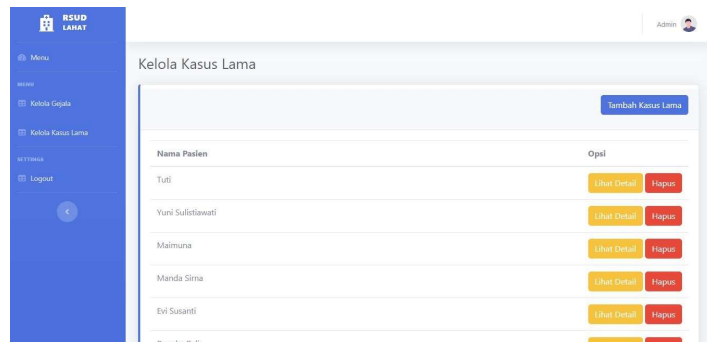 RSUD
LAHAT
Admin
Menu
MENU
Kelola Gejala
Kelola Kasus Lama
SETTINGS
Logout
Kelola Kasus Lama
Tambah Kasus Lama
Nama Pasien Opsi
Tuti Lihat Detail Hapus
Yuni Sulistiawati Lihat Detail Hapus
Maimuna Lihat Detail Hapus
Manda Sirna Lihat Detail Hapus
Evi Susanti Lihat Detail Hapus